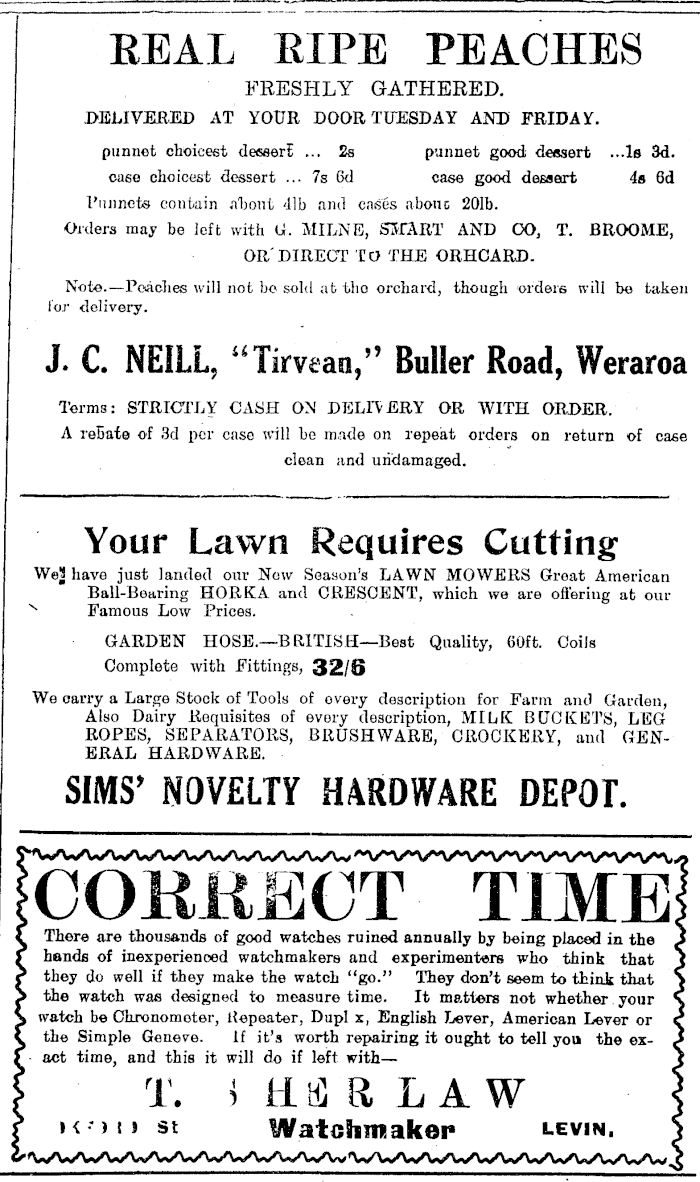 REAL RIPE PEACHES
FRESHLY GATHERED.
DELIVERED AT YOUR DOOR TUESDAY AND FRIDAY.
punnet choicest dessert ... 2s punnet good dessert ...1s 3d.
case choicest dessert ... 7s 6d case good dessert 4s 6d
Punnets contain about 4lb and cases about 20lb.
Orders may be left with G. MILNE, SMART AND CO, T. BROOME,
OR DIRECT TO THE ORHCARD.
Note.—Peaches will not be sold at the orchard, though orders will be taken
for delivery.
J. C. NEILL, "Tirvean," Buller Road, Weraroa
Terms: STRICTLY CASH ON DELIVERY OR WITH ORDER.
A rebate of 3d per case will be made on repeat orders on return of case
clean and undamaged.
Your Lawn Requires Cutting
We have just landed our New Season's LAWN MOWERS Great American
Ball-Bearing HORKA and CRESCENT, which we are offering at our
Famous Low Prices.
GARDEN HOSE.—BRITISH—Best Quality, 60ft. Coils
Complete with Fittings, 32/6
We carry a Large Stock of Tools of every description for Farm and Garden,
Also Dairy Requisites of every description, MILK BUCKETS, LEG
ROPES, SEPARATORS, BRUSHWARE, CROCKERY, and GEN-
ERAL HARDWARE.
SIMS' NOVELTY HARDWARE DEPOT.
CORRECT TIME
There are thousands of good watches ruined annually by being placed in the
hands of inexperienced watchmakers and experimenters who think that
they do well if they make the watch "go." They don't seem to think that
the watch was designed to measure time. It matters not whether your
watch be Chronometer, Repeater, Dupl x, English Lever, American Lever or
the Simple Geneve. If it's worth repairing it ought to tell you the ex-
act time, and this it will do if left with—
T. SHERLAW
St Watchmaker LEVIN,